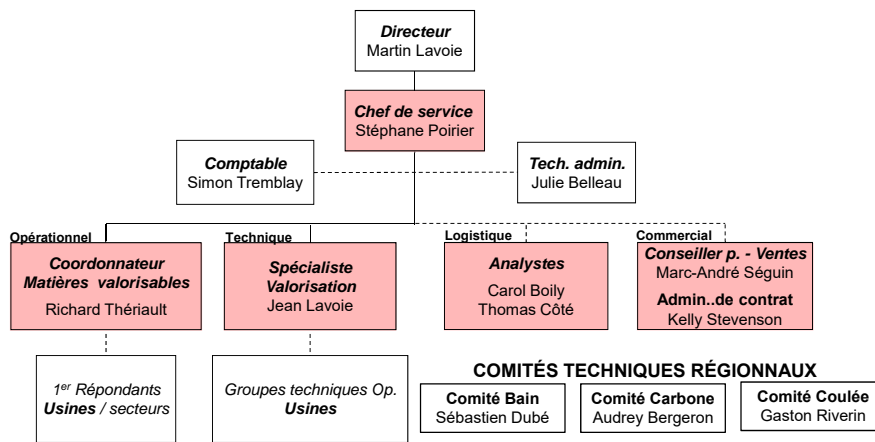 Directeur
Martin Lavoie
Chef de service
Stéphane Poirier
Comptable
Simon Tremblay
Tech. admin.
Julie Belleau
Opérationnel
Coordonnateur
Matières valorisables
Richard Thériault
Technique
Spécialiste
Valorisation
Jean Lavoie
Logistique
Analystes
Carol Boily
Thomas Côté
Commercial
Conseiller p. - Ventes
Marc-André Séguin
Admin..de contrat
Kelly Stevenson
1er Répondants
Usines / secteurs
Groupes techniques Op.
Usines
COMITÉS TECHNIQUES RÉGIONNAUX
Comité Bain
Sébastien Dubé
Comité Carbone
Audrey Bergeron
Comité Coulée
Gaston Riverin